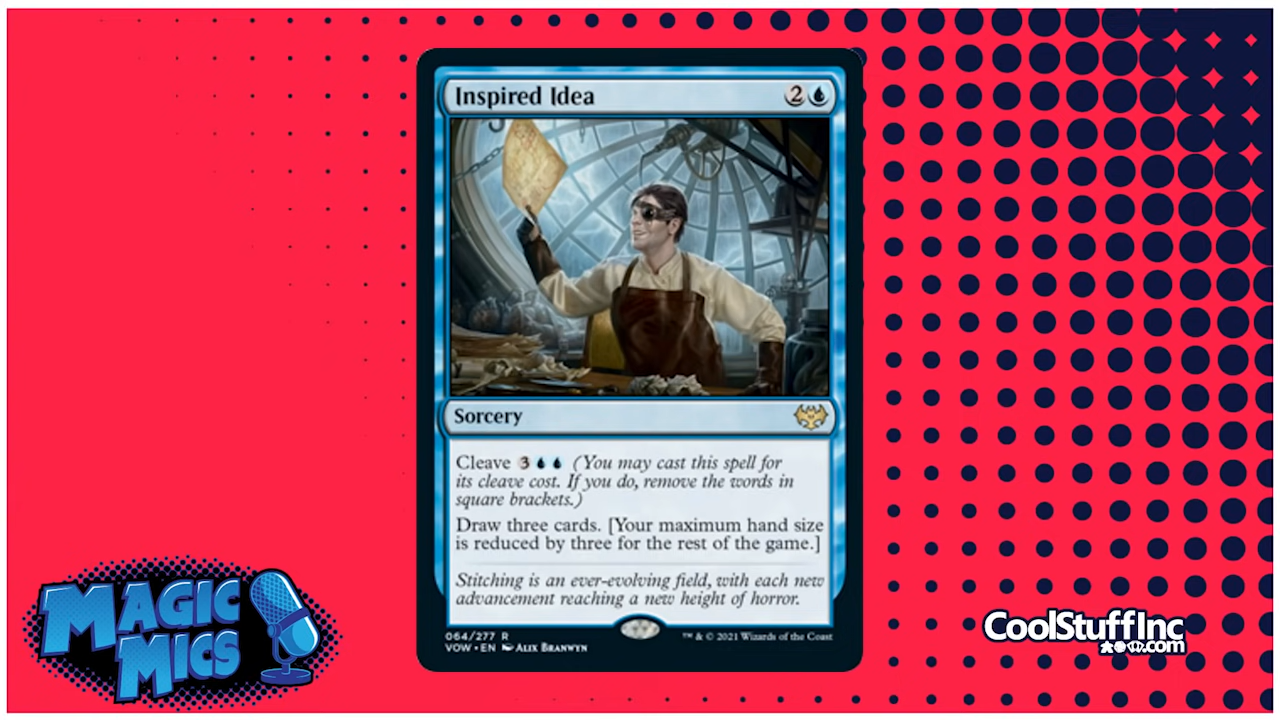 Inspired Idea 2
Sorcery
Cleave 3 (You may cast this spell for
its cleave cost. If you do, remove the words in
square brackets.)
Draw three cards. [Your maximum hand size
is reduced by three for the rest of the game.]
Stitching is an ever-evolving field, with each new
advancement reaching a new height of horror.
064/277 R
VOW • EN ALIX BRANWYN
™ & © 2021 Wizards of the Coast
MAGIC
MICS
CoolStuffInc
.com